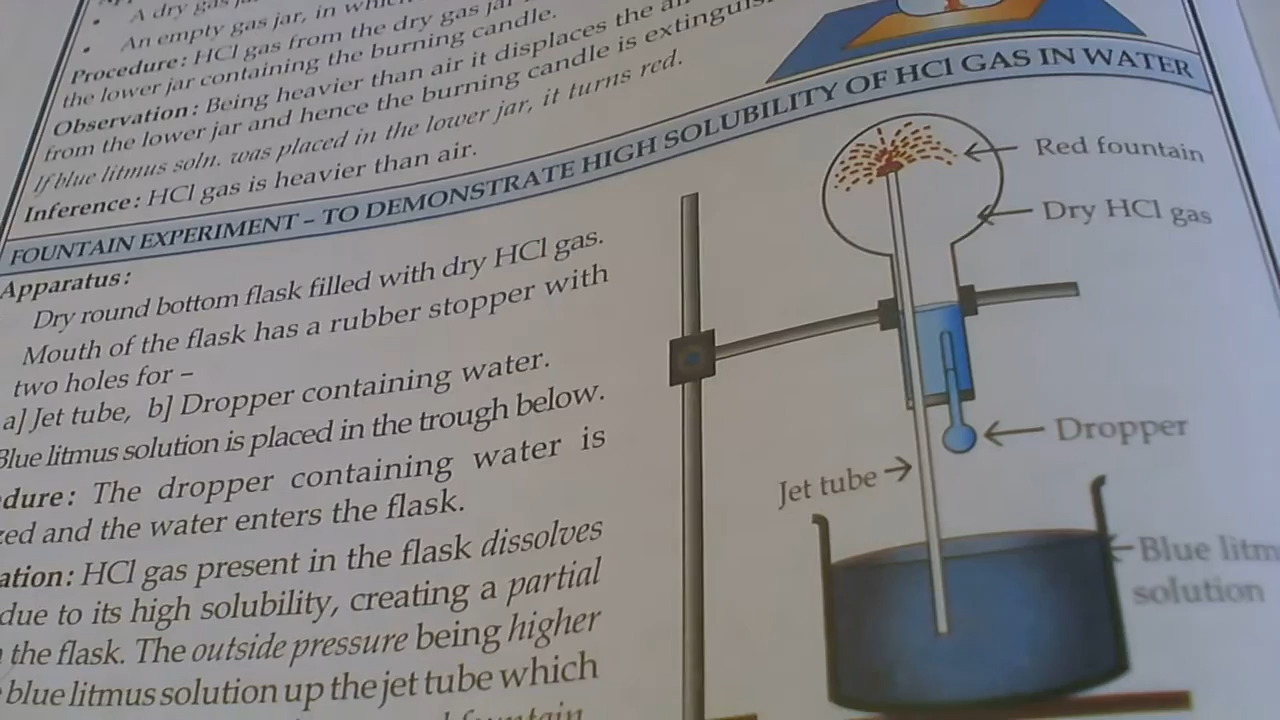 A dry gas
An empty gas jar, in which
Procedure: HCl gas from the dry gas jar
the lower jar containing the burning candle.
Observation: Being heavier than air it displaces the
from the lower jar and hence the burning candle is
If blue litmus soln. was placed in the lower jar, it turns red.
Inference: HCl gas is heavier than air.
FOUNTAIN EXPERIMENT – TO DEMONSTRATE HIGH SOLUBILITY OF HCl GAS IN WATER
Apparatus:
Dry round bottom flask filled with dry HCl gas.
Mouth of the flask has a rubber stopper with
two holes for –
a] Jet tube, b] Dropper containing water.
Blue litmus solution is placed in the trough below.
The dropper containing water is
and the water enters the flask.
HCl gas present in the flask dissolves
due to its high solubility, creating a partial
the flask. The outside pressure being higher
blue litmus solution up the jet tube which
Red fountain
Dry HCl gas
Dropper
Jet tube
Blue
solution